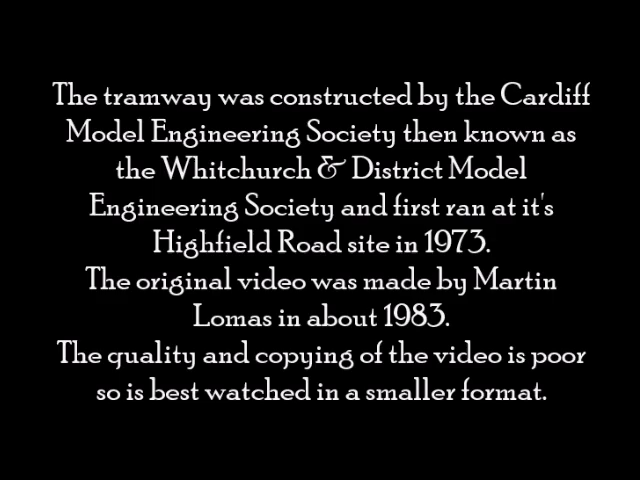 The tramway was constructed by the Cardiff
Model Engineering Society then known as
the Whitchurch & District Model
Engineering Society and first ran at it's
Highfield Road site in 1973.
The original video was made by Martin
Lomas in about 1983.
The quality and copying of the video is poor
so is best watched in a smaller format.